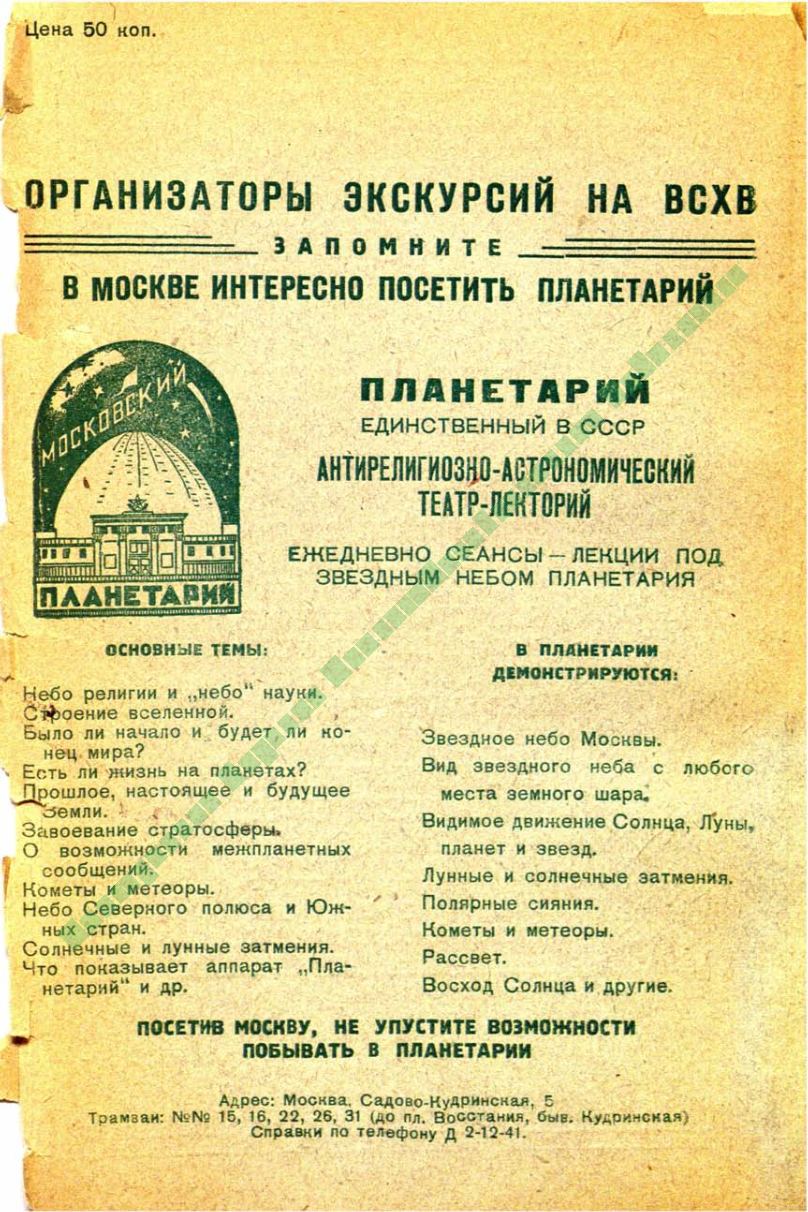 Цена 50 коп.
ОРГАНИЗАТОРЫ ЭКСКУРСИЙ НА ВСХВ
ЗАПОМНИТЕ
В МОСКВЕ ИНТЕРЕСНО ПОСЕТИТЬ ПЛАНЕТАРИЙ
МОСКОВСКИЙ
ПЛАНЕТАРИЙ
ПЛАНЕТАРИЙ
ЕДИНСТВЕННЫЙ В СССР
АНТИРЕЛИГИОЗНО-АСТРОНОМИЧЕСКИЙ
ТЕАТР-ЛЕКТОРИЙ
ЕЖЕДНЕВНО СЕАНСЫ — ЛЕКЦИИ ПОД
ЗВЕЗДНЫМ НЕБОМ ПЛАНЕТАРИЯ
ОСНОВНЫЕ ТЕМЫ:
Небо религии и „небо“ науки.
Строение вселенной.
Было ли начало и будет ли ко-
нец мира?
Есть ли жизнь на планетах?
Прошлое, настоящее и будущее
Земли.
Завоевание стратосферы.
О возможности межпланетных
сообщений.
Кометы и метеоры.
Небо Северного полюса и Юж-
ных стран.
Солнечные и лунные затмения.
Что показывает аппарат „Пла-
нетарий“ и др.
В ПЛАНЕТАРИИ
ДЕМОНСТРИРУЮТСЯ:
Звездное небо Москвы.
Вид звездного неба с любого
места земного шара.
Видимое движение Солнца, Луны,
планет и звезд.
Лунные и солнечные затмения.
Полярные сияния.
Кометы и метеоры.
Рассвет.
Восход Солнца и другие.
ПОСЕТИВ МОСКВУ, НЕ УПУСТИТЕ ВОЗМОЖНОСТИ
ПОБЫВАТЬ В ПЛАНЕТАРИИ
Адрес: Москва, Садово-Кудринская, 5
Трамваи: №№ 15, 16, 22, 26, 31 (до пл. Восстания, быв. Кудринская)
Справки по телефону Д 2-12-41.